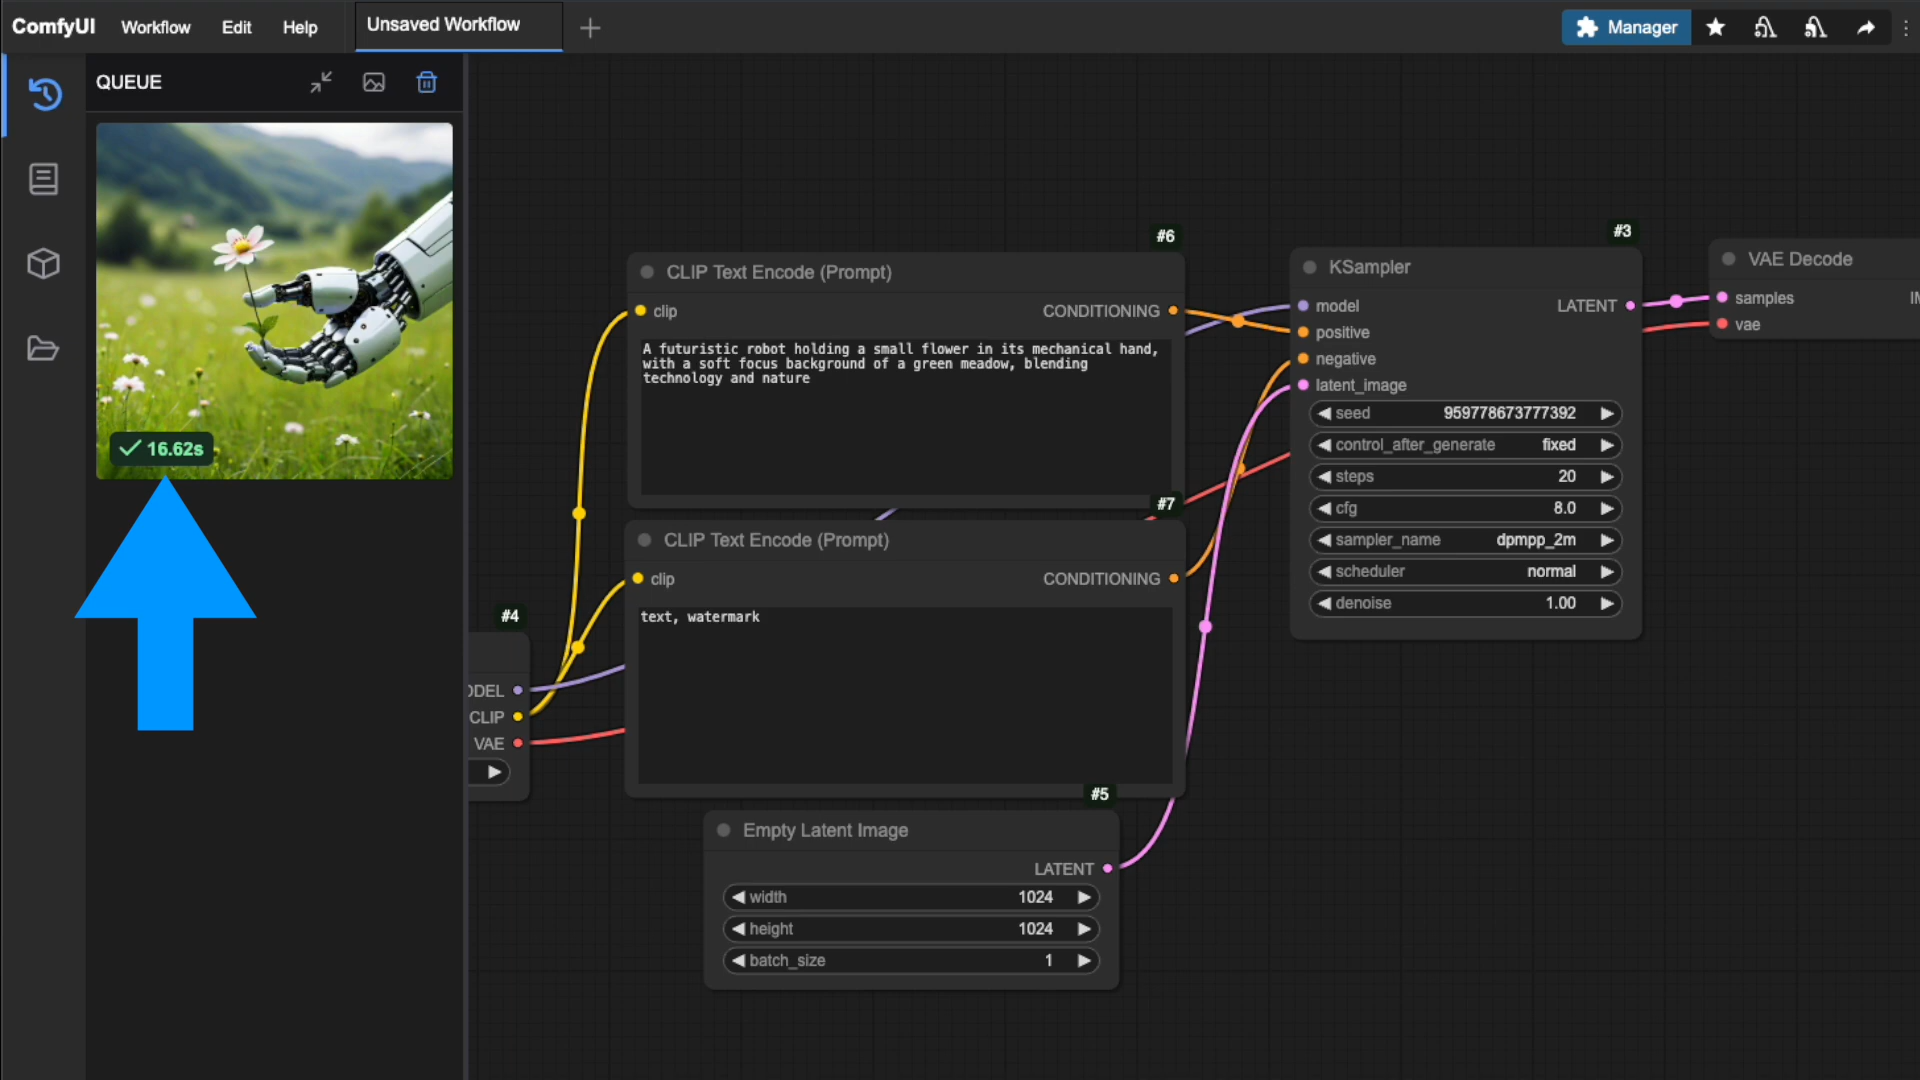 ComfyUI Workflow Edit Help Unsaved Workflow
Manager
QUEUE
16.62s
#6
CLIP Text Encode (Prompt)
clip CONDITIONING
A futuristic robot holding a small flower in its mechanical hand,
with a soft focus background of a green meadow, blending
technology and nature
#7
CLIP Text Encode (Prompt)
clip CONDITIONING
text, watermark
#4
ODEL
CLIP
VAE
#5
Empty Latent Image
LATENT
width 1024
height 1024
batch_size 1
#3
KSampler
model LATENT
positive
negative
latent_image
seed 959778673777392
control_after_generate fixed
steps 20
cfg 8.0
sampler_name dpmpp_2m
scheduler normal
denoise 1.00
VAE Decode
samples
vae